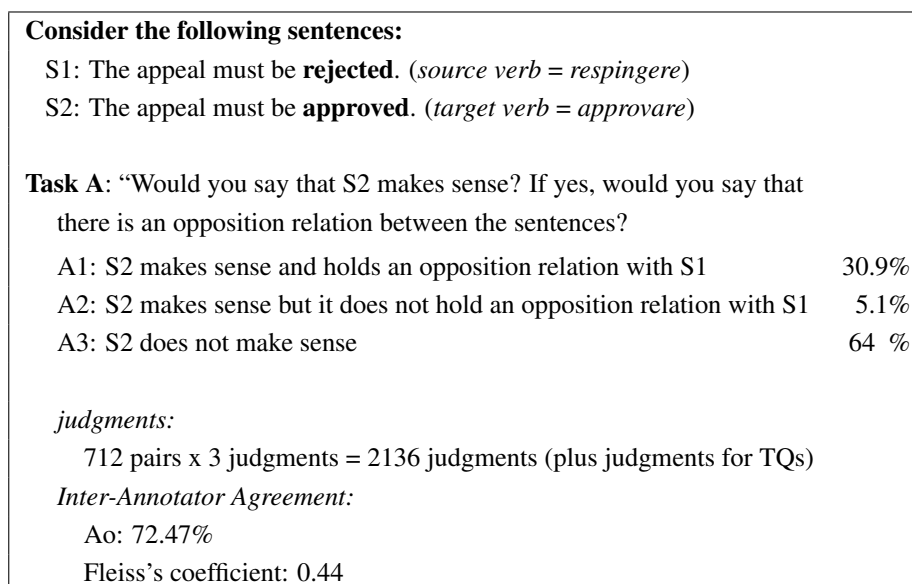 Consider the following sentences:
S1: The appeal must be rejected. (source verb = respingere)
S2: The appeal must be approved. (target verb = approvare)
Task A: “Would you say that S2 makes sense? If yes, would you say that
there is an opposition relation between the sentences?
A1: S2 makes sense and holds an opposition relation with S1 30.9%
A2: S2 makes sense but it does not hold an opposition relation with S1 5.1%
A3: S2 does not make sense 64 %
judgments:
712 pairs x 3 judgments = 2136 judgments (plus judgments for TQs)
Inter-Annotator Agreement:
Ao: 72.47%
Fleiss's coefficient: 0.44